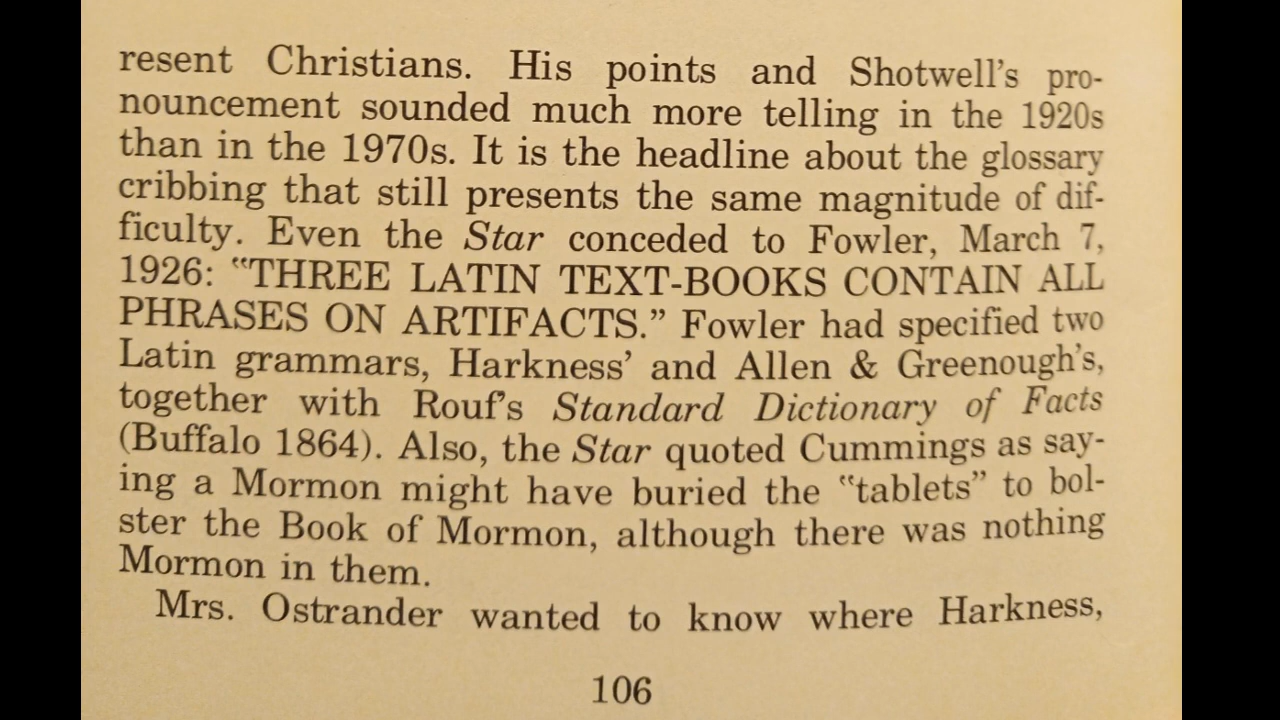 resent Christians. His points and Shotwell's pro-
nouncement sounded much more telling in the 1920s
than in the 1970s. It is the headline about the glossary
cribbing that still presents the same magnitude of dif-
ficulty. Even the Star conceded to Fowler, March 7,
1926: “THREE LATIN TEXT-BOOKS CONTAIN ALL
PHRASES ON ARTIFACTS.” Fowler had specified two
Latin grammars, Harkness’ and Allen & Greenough's,
together with Rouf's Standard Dictionary of Facts
(Buffalo 1864). Also, the Star quoted Cummings as say-
ing a Mormon might have buried the “tablets” to bol-
ster the Book of Mormon, although there was nothing
Mormon in them.
Mrs. Ostrander wanted to know where Harkness,
106